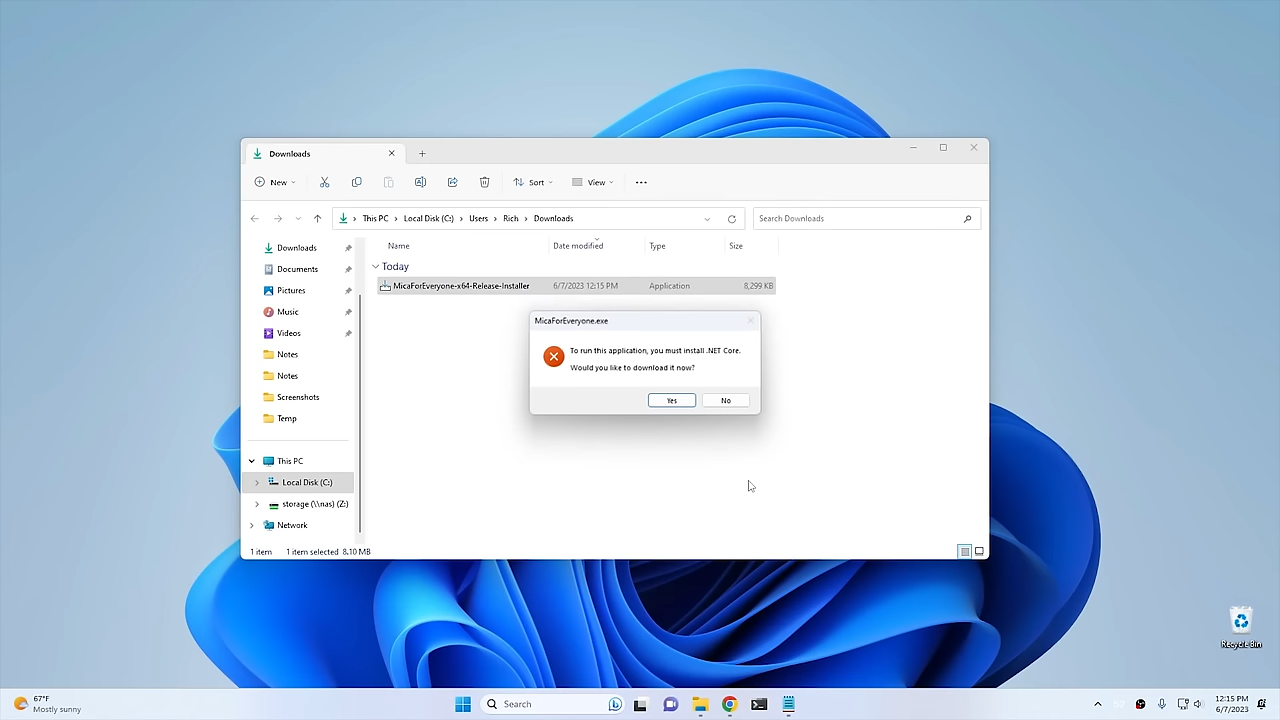 Downloads
New
Sort
View
This PC
Local Disk (C:)
Users
Rich
Downloads
Search Downloads
Name
Date modified
Type
Size
Today
MicaForEveryone-x64-Release-Installer
6/7/2023 12:15 PM
Application
8,299 KB
Downloads
Documents
Pictures
Music
Videos
Notes
Notes
Screenshots
Temp
This PC
Local Disk (C:)
storage (\\nas) (Z:)
Network
MicaForEveryone.exe
To run this application, you must install .NET Core.
Would you like to download it now?
Yes
No
1 item
1 item selected 8.10 MB
Recycle Bin
67°F
Mostly sunny
Search
12:15 PM
6/7/2023